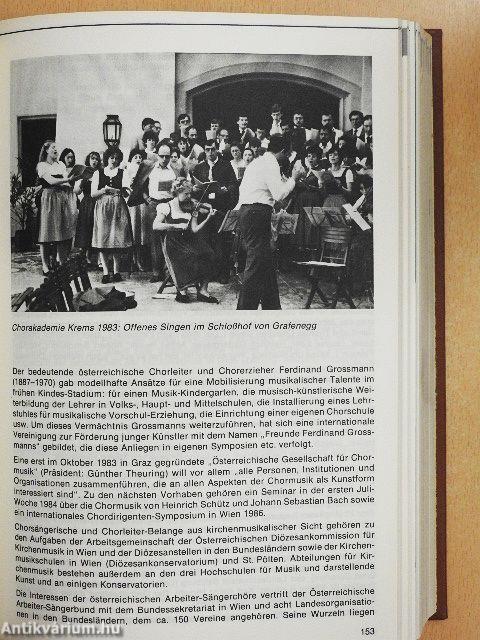 Chorakademie Krems 1983: Offenes Singen im Schloßhof von Grafenegg
Der bedeutende österreichische Chorleiter und Chorerzieher Ferdinand Grossmann
(1887-1970) gab modellhafte Ansätze für eine Mobilisierung musikalischer Talente im
frühen Kindes-Stadium: für einen Musik-Kindergarten, die musisch-künstlerische Wei-
terbildung der Lehrer in Volks-, Haupt- und Mittelschulen, die Installierung eines Lehr-
stuhles für musikalische Vorschul-Erziehung, die Einrichtung einer eigenen Chorschule
usw. Um dieses Vermächtnis Grossmanns weiterzuführen, hat sich eine internationale
Vereinigung zur Förderung junger Künstler mit dem Namen „Freunde Ferdinand Gross-
manns“ gebildet, die diese Anliegen in eigenen Symposien etc. verfolgt.
Eine erst im Oktober 1983 in Graz gegründete „Österreichische Gesellschaft für Chor-
musik“ (Präsident: Günther Theuring) will vor allem „alle Personen, Institutionen und
Organisationen zusammenführen, die an allen Aspekten der Chormusik als Kunstform
interessiert sind“. Zu den nächsten Vorhaben gehören ein Seminar in der ersten Juli-
Woche 1984 über die Chormusik von Heinrich Schütz und Johann Sebastian Bach sowie
ein internationales Chordirigenten-Symposium in Wien 1986.
Chorsängerische und Chorleiter-Belange aus kirchenmusikalischer Sicht gehören zu
den Aufgaben der Arbeitsgemeinschaft der Österreichischen Diözesankommission für
Kirchenmusik in Wien und der Diözesanstellen in den Bundesländern sowie der Kirchen-
musikschulen in Wien (Diözesankonservatorium) und St. Pölten. Abteilungen für Kir-
chenmusik bestehen außerdem an den drei Hochschulen für Musik und darstellende
Kunst und an einigen Konservatorien.
Die Interessen der österreichischen Arbeiter-Sängerchöre vertritt der Österreichische
Arbeiter-Sängerbund mit dem Bundessekretariat in Wien und acht Landesorganisatio-
nen in den Bundesländern, dem ca. 150 Vereine angehören. Seine Wurzeln liegen
153
Antikvarium.hu